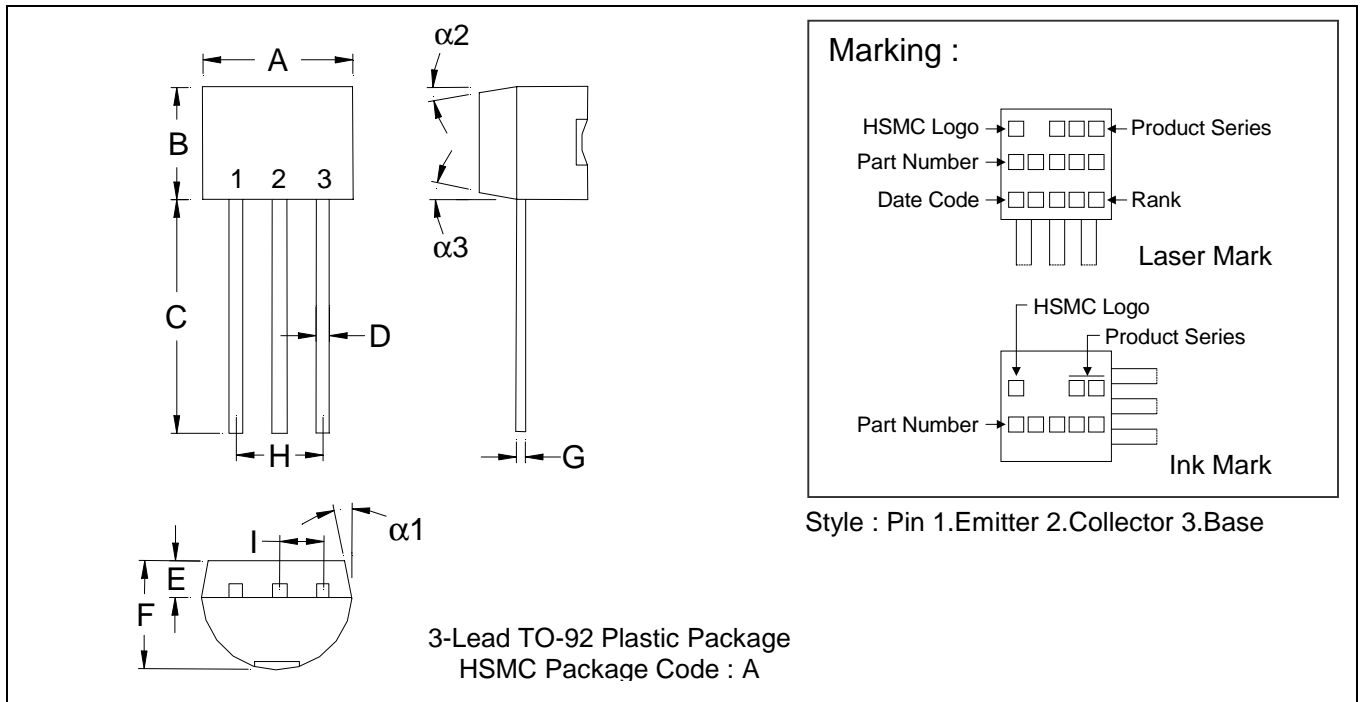 α2
A
B
1 2 3
α3
C
D
H
G
I
α1
E
F
3-Lead TO-92 Plastic Package
HSMC Package Code : A
Marking :
HSMC Logo
Product Series
Part Number
Date Code
Rank
Laser Mark
HSMC Logo
Product Series
Part Number
Ink Mark
Style : Pin 1.Emitter 2.Collector 3.Base